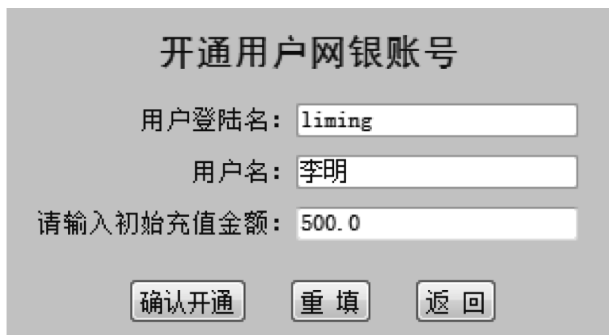 开通用户网银账号
用户登陆名: liming
用户名: 李明
请输入初始充值金额: 500.0
确认开通 重 填 返 回